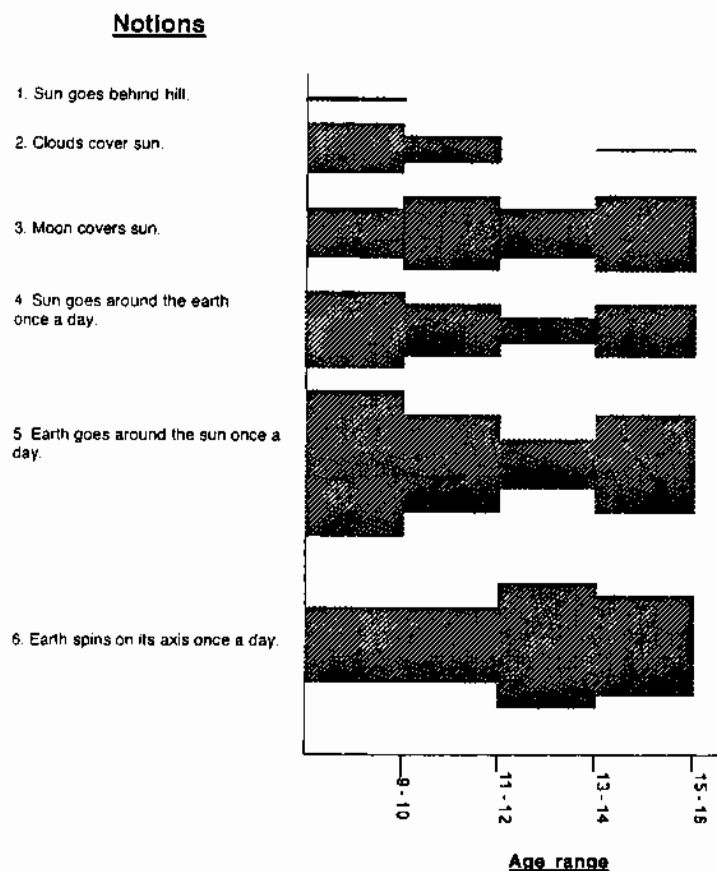 Notions
1. Sun goes behind hill.
2. Clouds cover sun.
3. Moon covers sun.
4 Sun goes around the earth
once a day.
5 Earth goes around the sun once a
day.
6. Earth spins on its axis once a day.
9-10
11-12
13-14
15-16
Age range